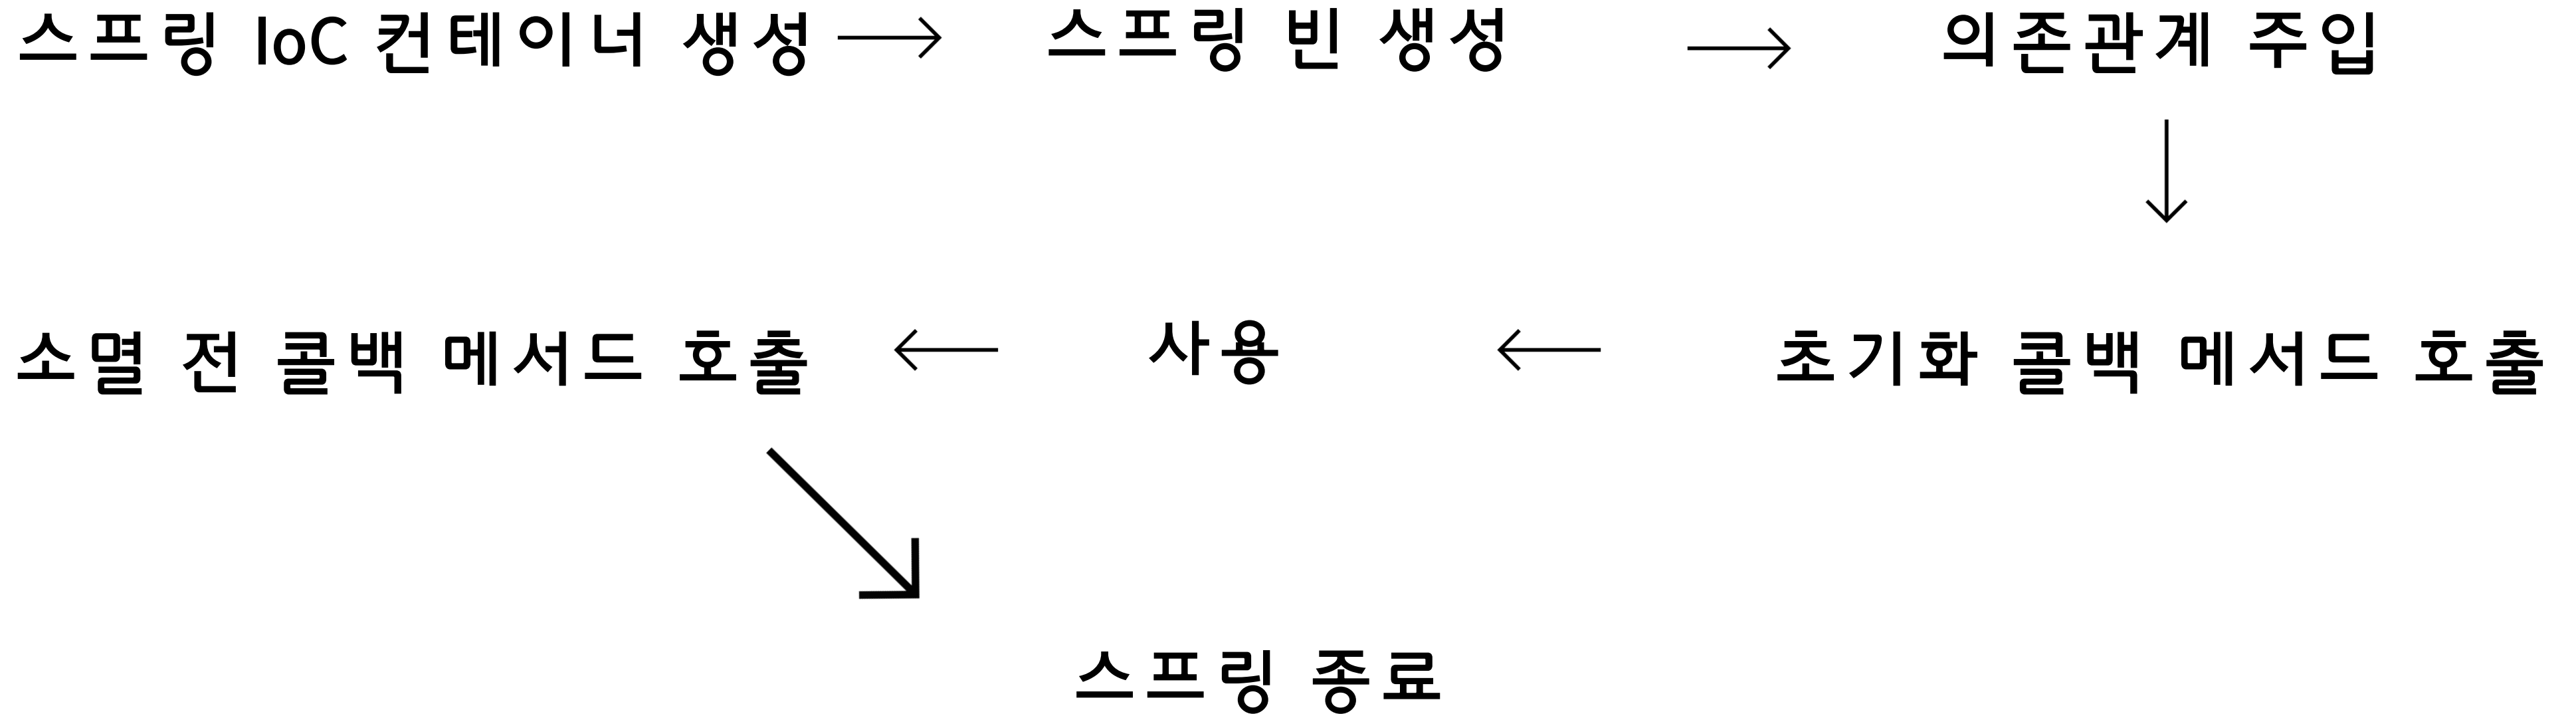 스프링 IoC 컨테이너 생성
스프링 빈 생성
의존관계 주입
초기화 콜백 메서드 호출
사용
소멸 전 콜백 메서드 호출
스프링 종료